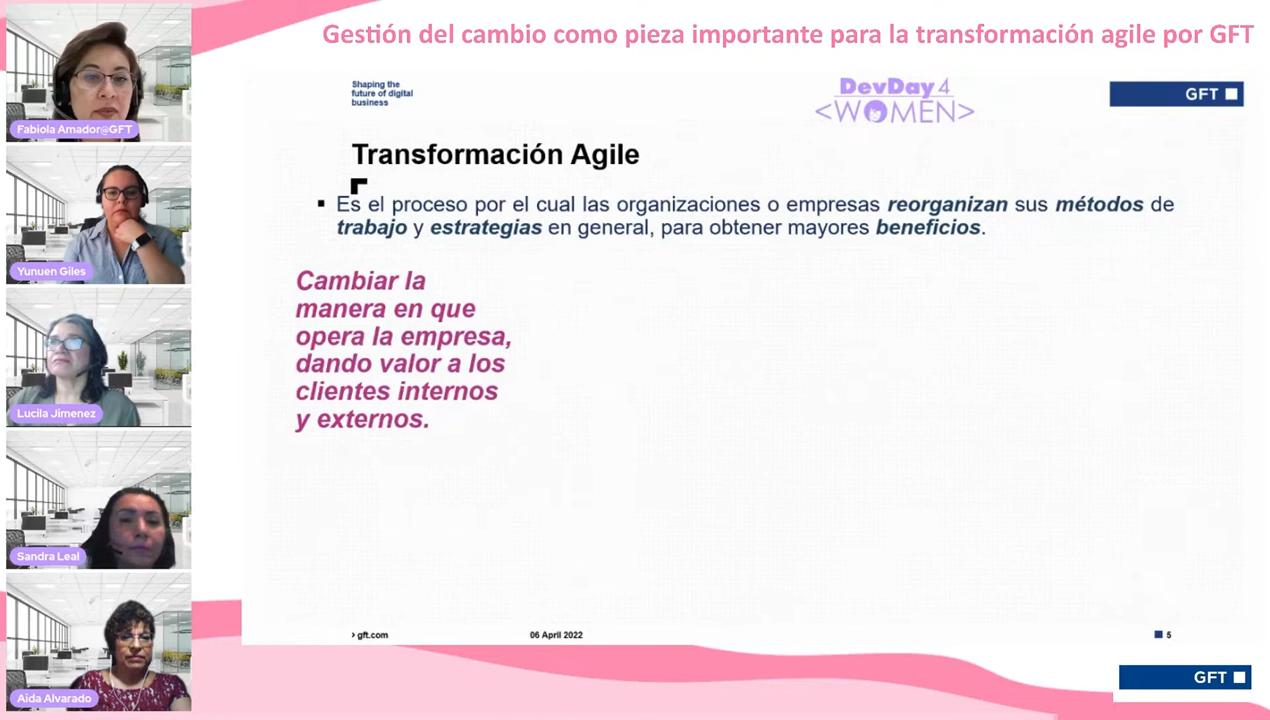 Gestión del cambio como pieza importante para la transformación agile por GFT
Fabiola Amador@GFT
Yunuen Giles
Lucila Jimenez
Sandra Leal
Aida Alvarado
Shaping the
future of digital
business
DevDay4
<WOMEN>
GFT
Transformación Agile
Es el proceso por el cual las organizaciones o empresas reorganizan sus métodos de
trabajo y estrategias en general, para obtener mayores beneficios.
Cambiar la
manera en que
opera la empresa,
dando valor a los
clientes internos
y externos.
› gft.com
06 April 2022
5
GFT